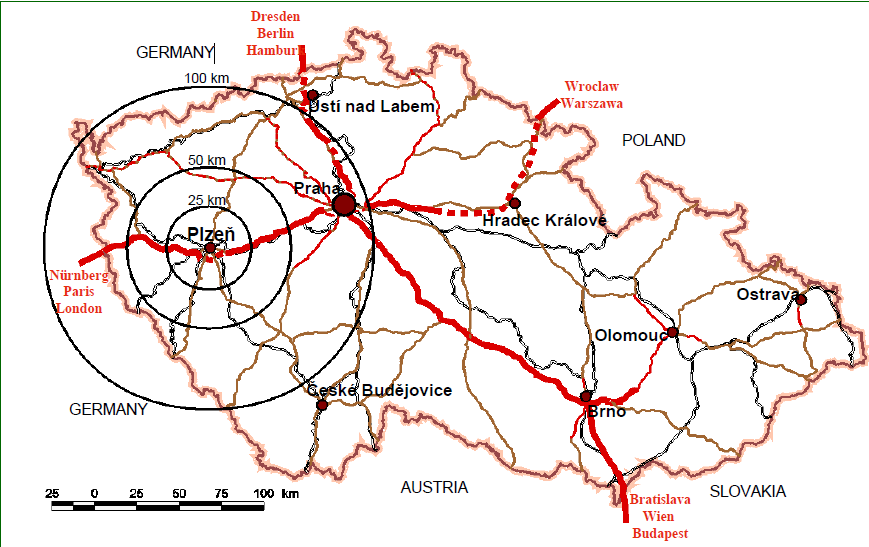 Dresden
Berlin
Hamburk
GERMANY
100 km
Wroclaw
Warszawa
Ústí nad Labem
POLAND
50 km
Praha
25 km
Hradec Králové
Plzeň
Nürnberg
Paris
London
Ostrava
Olomouc
České Budějovice
GERMANY
Brno
AUSTRIA
SLOVAKIA
25 0 25 50 75 100 km
Bratislava
Wien
Budapest